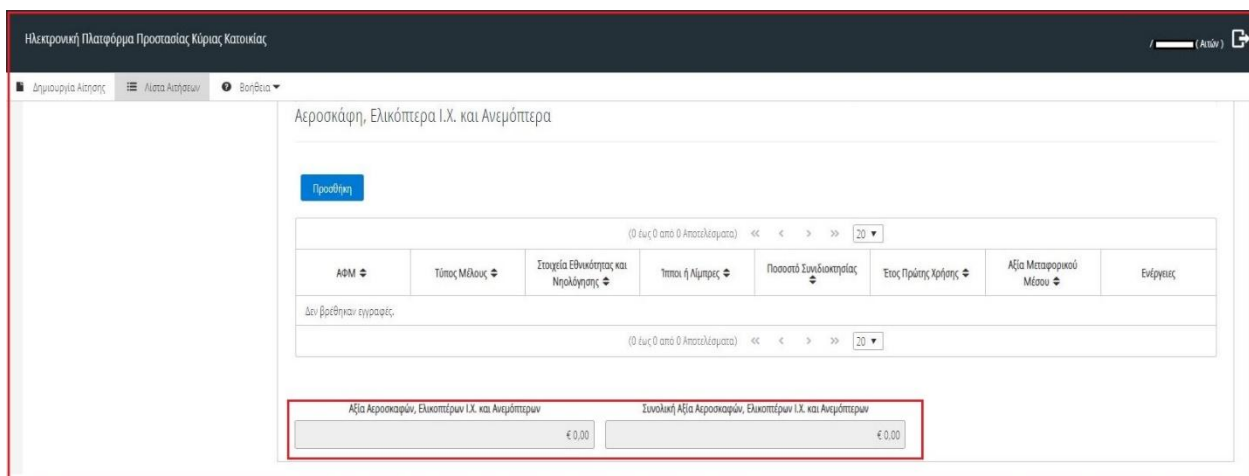 Ηλεκτρονική Πλατφόρμα Προστασίας Κύριας Κατοικίας
/ ( Αιτών )
Δημιουργία Αίτησης Λίστα Αιτήσεων Βοήθεια
Αεροσκάφη, Ελικόπτερα Ι.Χ. και Ανεμόπτερα
Προσθήκη
(0 έως 0 από 0 Αποτελέσματα) 20
ΑΦΜ Τύπος Μέλους Στοιχεία Εθνικότητας και Νηολόγησης Ίπποι ή Λίμπρες Ποσοστό Συνιδιοκτησίας Έτος Πρώτης Χρήσης Αξία Μεταφορικού Μέσου Ενέργειες
Δεν βρέθηκαν εγγραφές.
(0 έως 0 από 0 Αποτελέσματα) 20
Αξία Αεροσκαφών, Ελικοπτέρων Ι.Χ. και Ανεμόπτερων Συνολική Αξία Αεροσκαφών, Ελικοπτέρων Ι.Χ. και Ανεμόπτερων
€ 0,00 € 0,00